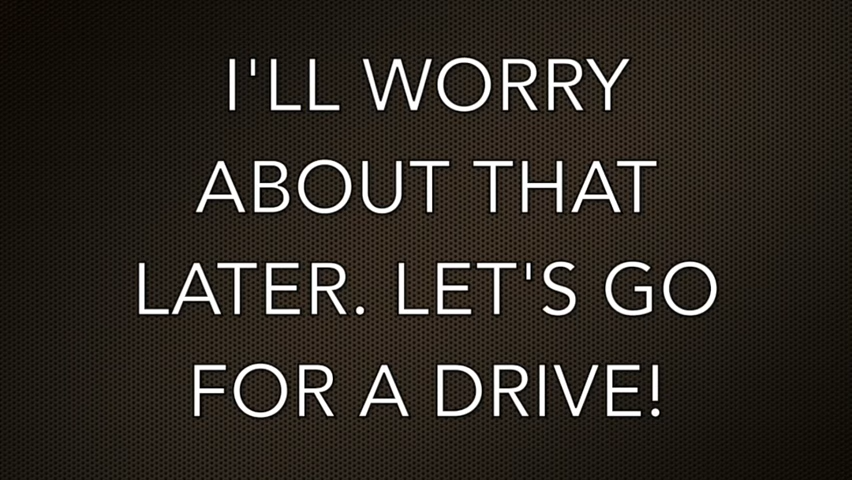 I'LL WORRY
ABOUT THAT
LATER. LET'S GO
FOR A DRIVE!